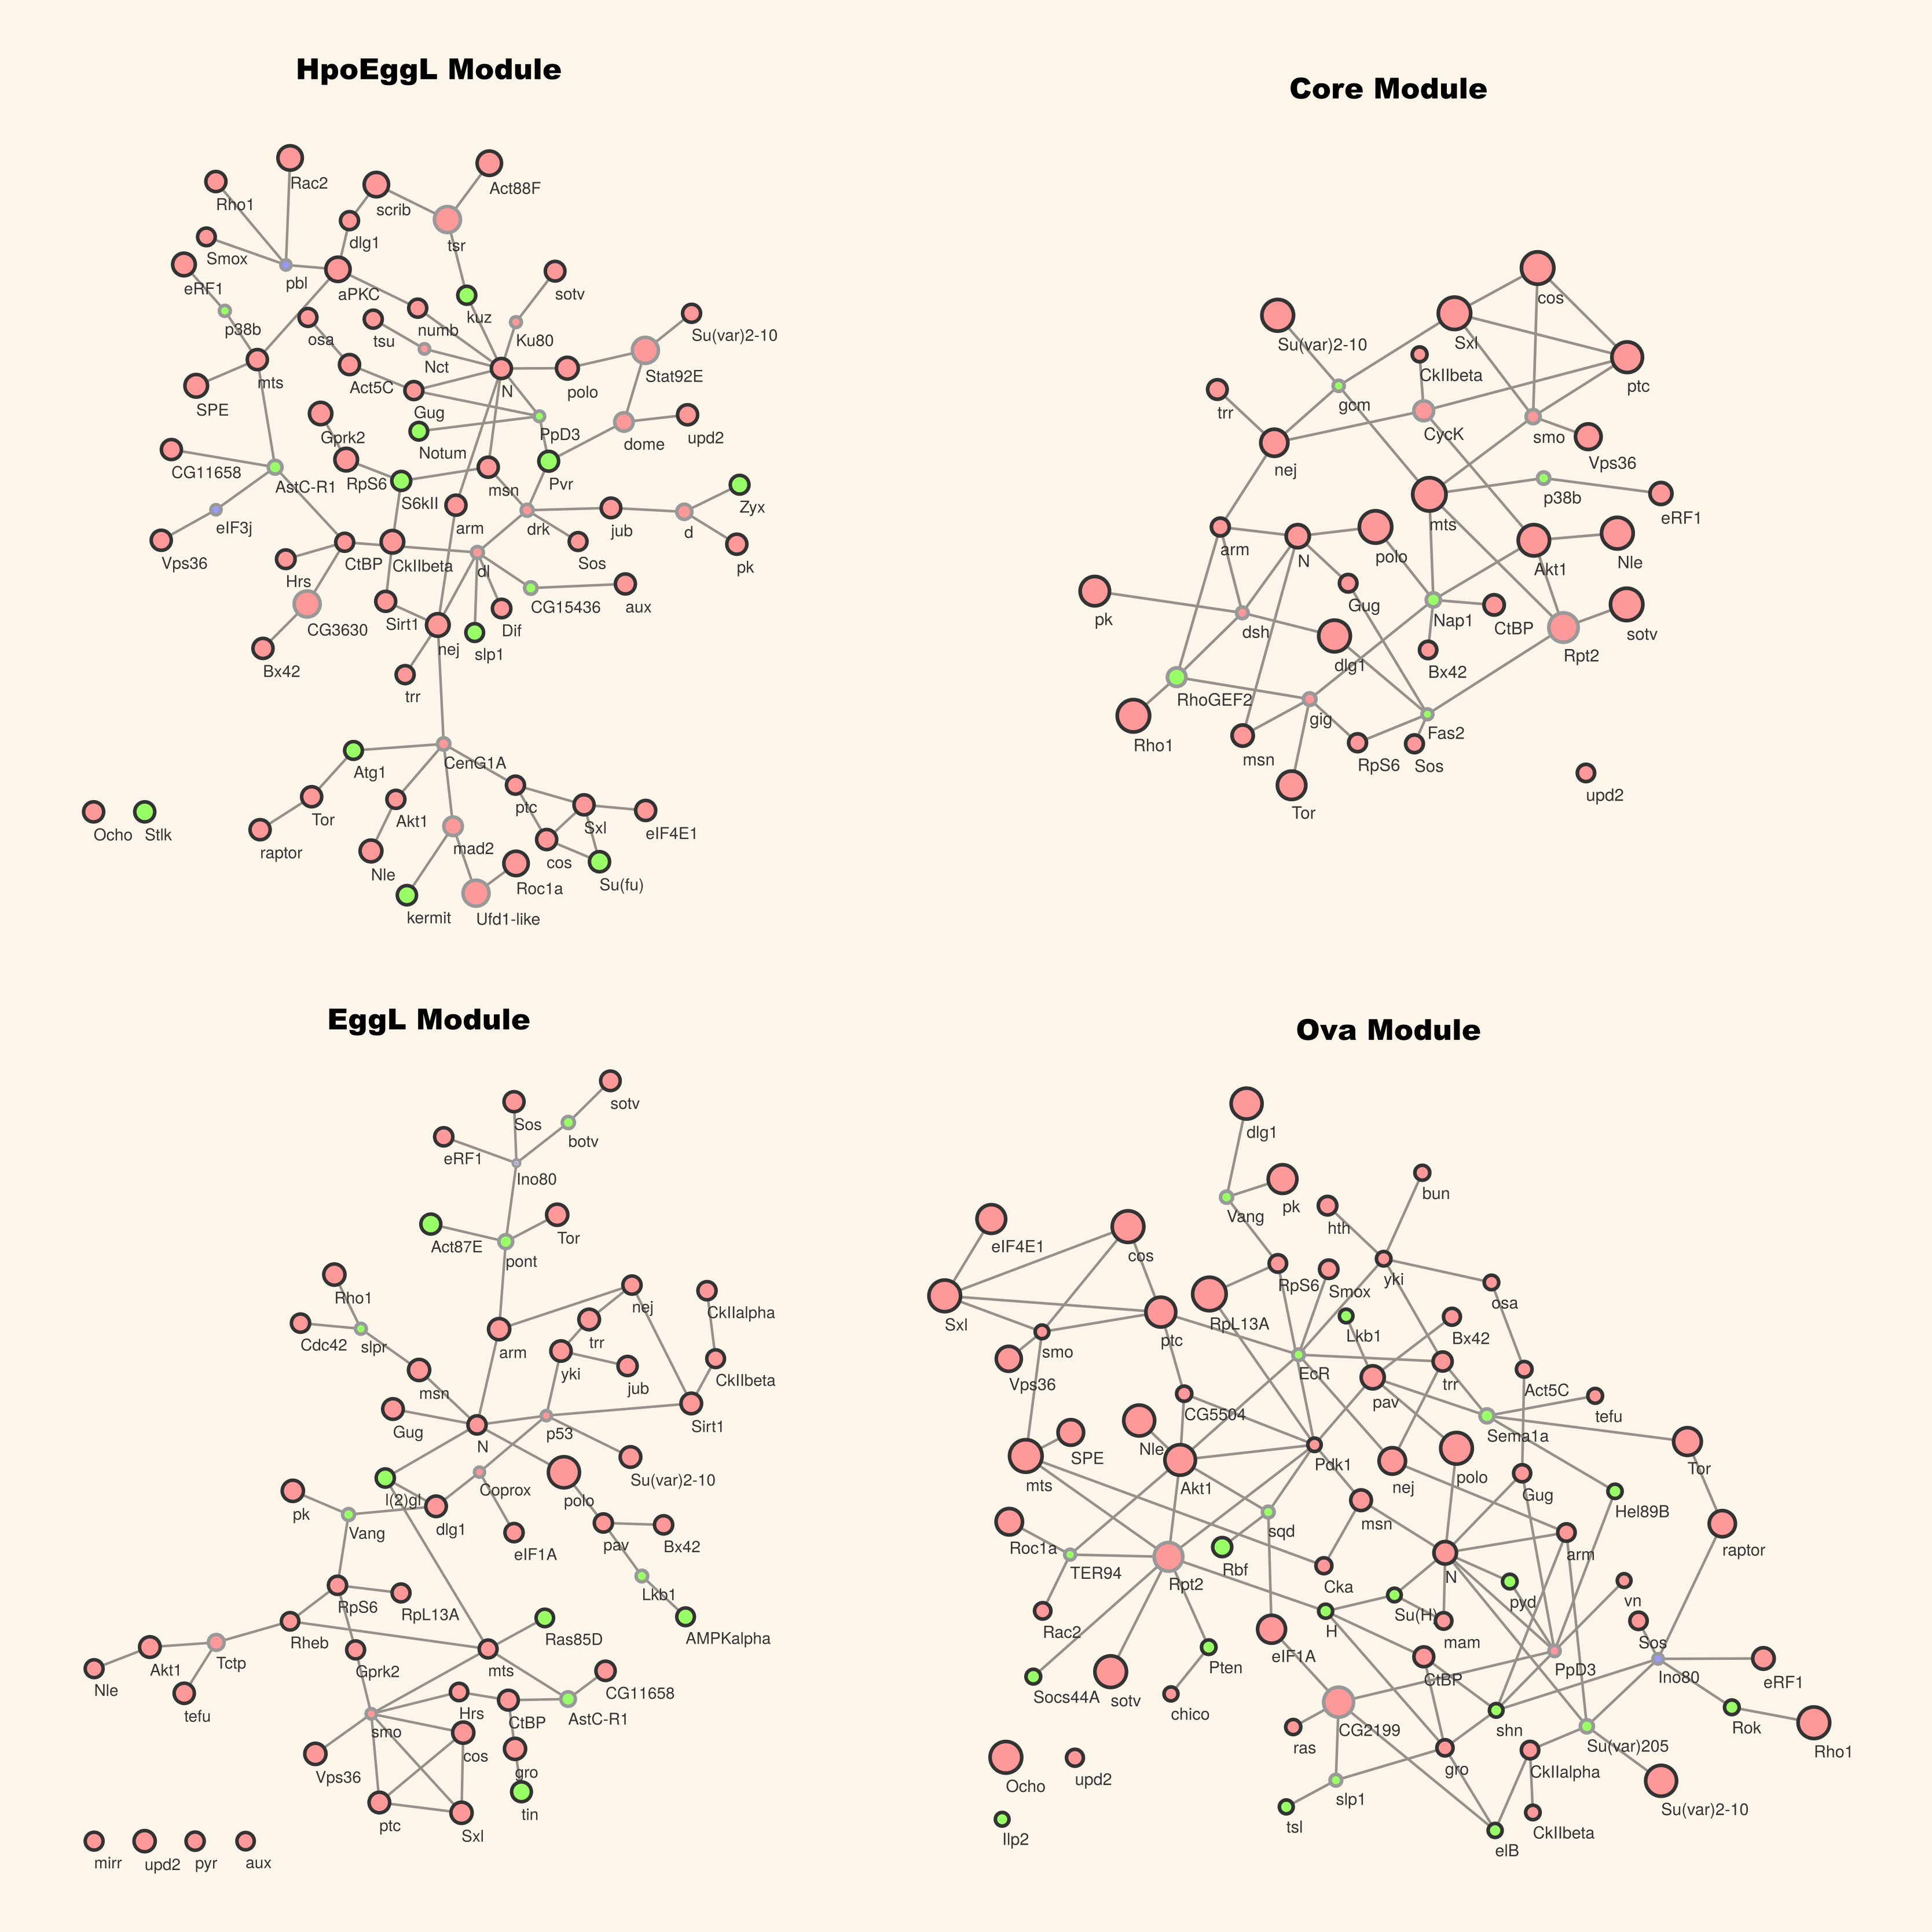 HpoEggL Module
Rac2
Rho1
Act88F
scrib
dlg1
tsr
Smox
pbl
eRF1
aPKC
sotv
kuz
p38b
osa
numb
tsu
Ku80
Su(var)2-10
Nct
Stat92E
mts
Act5C
N
polo
SPE
Gug
PpD3
dome
upd2
Gprk2
Notum
CG11658
AstC-R1
RpS6
S6kII
msn
Pvr
Zyx
eIF3j
arm
drk
jub
d
Vps36
Hrs
CtBP
CkIIbeta
dl
Sos
pk
CG15436
aux
CG3630
Sirt1
Dif
slp1
nej
Bx42
trr
CenG1A
Atg1
Tor
Akt1
ptc
Sxl
eIF4E1
Ocho
Stlk
raptor
mad2
cos
Nle
Roc1a
Su(fu)
kermit
Ufd1-like
Core Module
cos
Su(var)2-10
Sxl
CkIIbeta
ptc
trr
gcm
CycK
smo
Vps36
nej
p38b
eRF1
mts
arm
N
polo
Akt1
Nle
pk
Gug
dsh
Nap1
CtBP
sotv
dlg1
Bx42
Rpt2
RhoGEF2
gig
Fas2
Rho1
msn
RpS6
Sos
Tor
upd2
EggL Module
sotv
Sos
botv
eRF1
Ino80
Act87E
Tor
pont
Rho1
nej
CkIIalpha
Cdc42
slpr
trr
arm
yki
jub
CkIIbeta
msn
Gug
N
p53
Sirt1
Su(var)2-10
l(2)gl
Coprox
polo
pk
Vang
dlg1
eIF1A
pav
Bx42
Lkb1
RpS6
RpL13A
AMPKalpha
Rheb
Ras85D
Akt1
Tctp
Gprk2
mts
Nle
tefu
CG11658
Hrs
CtBP
AstC-R1
smo
cos
Vps36
gro
tin
ptc
Sxl
mirr
upd2
pyr
aux
Ova Module
dlg1
pk
bun
Vang
hth
eIF4E1
cos
RpS6
Smox
yki
osa
Sxl
RpL13A
Lkb1
Bx42
ptc
smo
EcR
trr
Vps36
pav
Act5C
CG5504
tefu
Nle
Sema1a
SPE
Pdk1
polo
Tor
mts
Akt1
nej
Gug
Hel89B
sqd
msn
Roc1a
raptor
TER94
Rbf
arm
Rpt2
Cka
N
Su(H)
pyd
vn
Rac2
H
mam
Sos
eIF1A
Pten
CtBP
PpD3
Ino80
eRF1
Socs44A
sotv
chico
CG2199
shn
Rok
ras
Su(var)205
Rho1
Ocho
upd2
gro
CkIIalpha
slp1
Su(var)2-10
Ilp2
tsl
elB
CkIIbeta